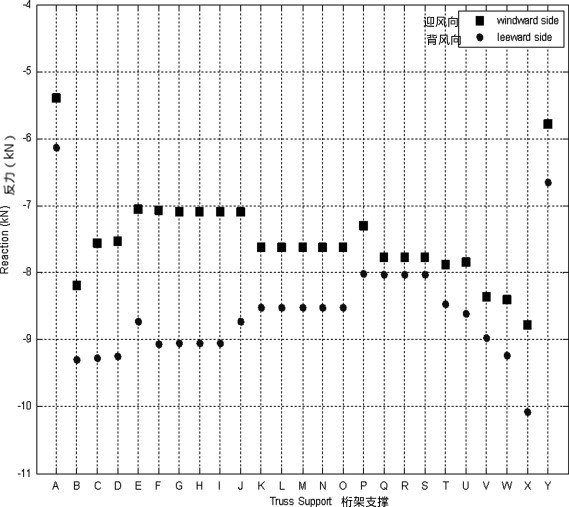 -4
迎风向 windward side
背风向 leeward side
-5
-6
-7
-8
-9
-10
-11
Reaction (kN) 反力(kN)
A B C D E F G H I J K L M N O P Q R S T U V W X Y
Truss Support 桁架支撑